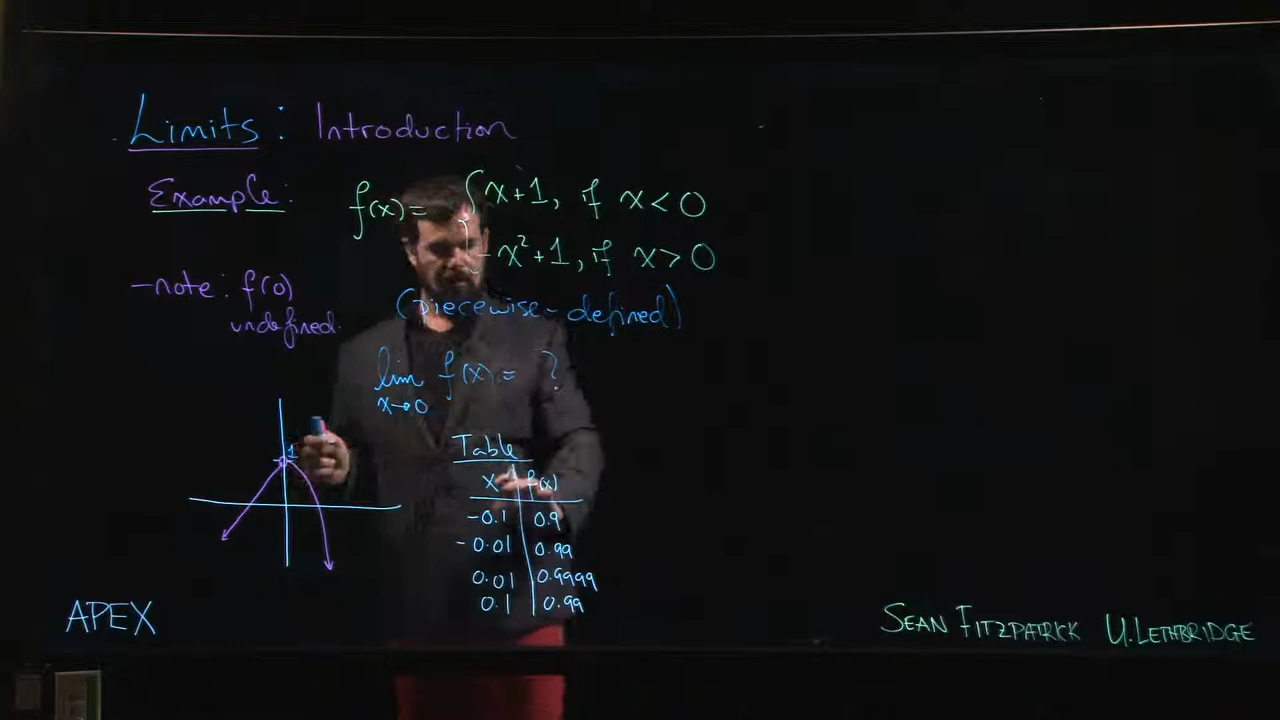 Limits: Introduction
Example: f(x)= { x+1, if x<0
-x²+1, if x>0
-note: f(0) undefined.
(piecewise-defined)
lim x→0 f(x)= ?
1
Table
x f(x)
-0.1 0.9
-0.01 0.99
0.01 0.9999
0.1 0.99
APEX
SEAN FITZPATRICK U.LETHBRIDGE